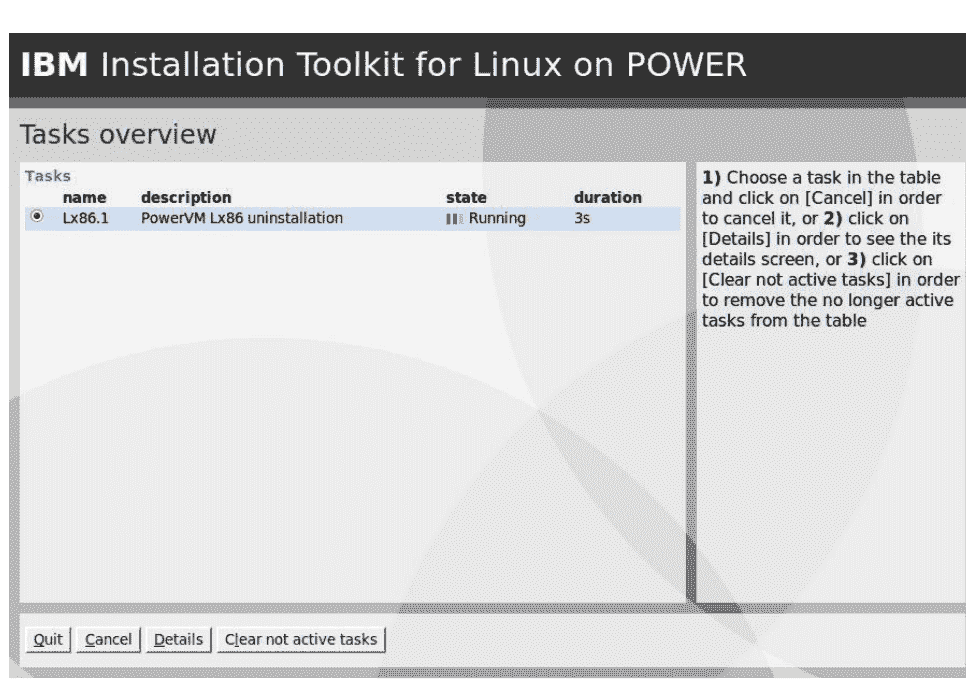 IBM Installation Toolkit for Linux on POWER
Tasks overview
Tasks
name description state duration
Lx86.1 PowerVM Lx86 uninstallation Running 3s
1) Choose a task in the table
and click on [Cancel] in order
to cancel it, or 2) click on
[Details] in order to see the its
details screen, or 3) click on
[Clear not active tasks] in order
to remove the no longer active
tasks from the table
Quit Cancel Details Clear not active tasks